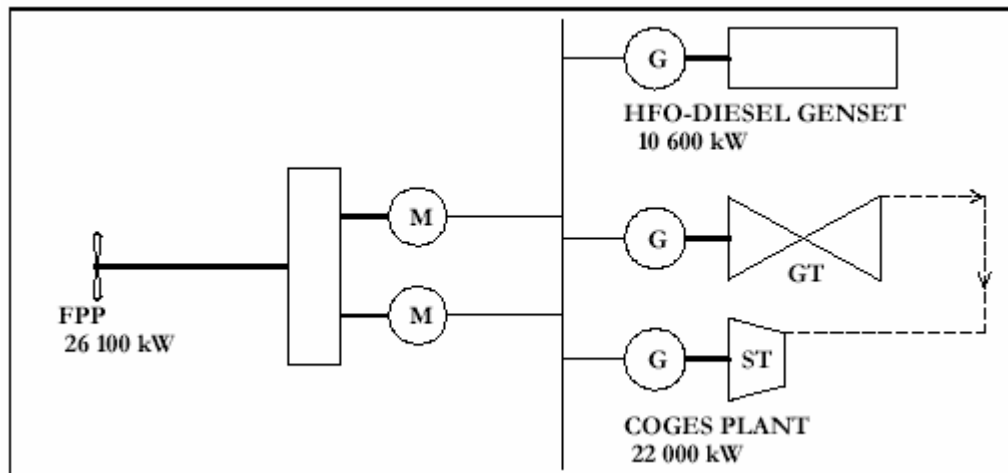 G
HFO-DIESEL GENSET
10 600 kW
M
G
GT
FPP
26 100 kW
M
G
ST
COGES PLANT
22 000 kW